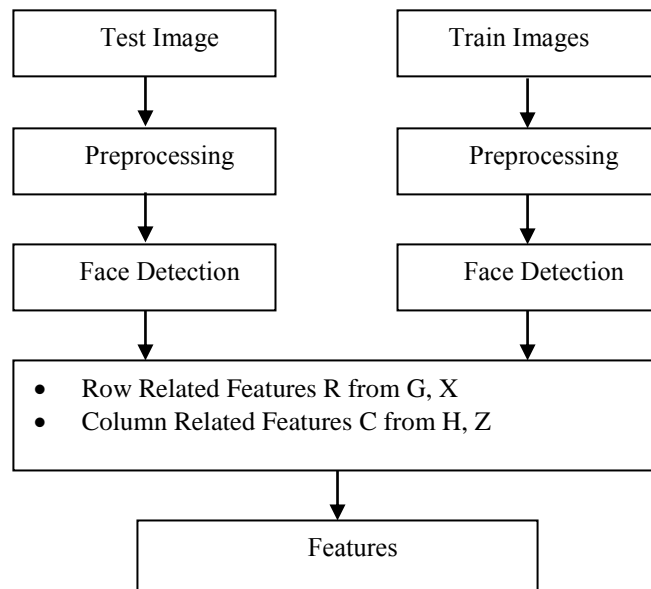 Test Image
Train Images
Preprocessing
Preprocessing
Face Detection
Face Detection
• Row Related Features R from G, X
• Column Related Features C from H, Z
Features